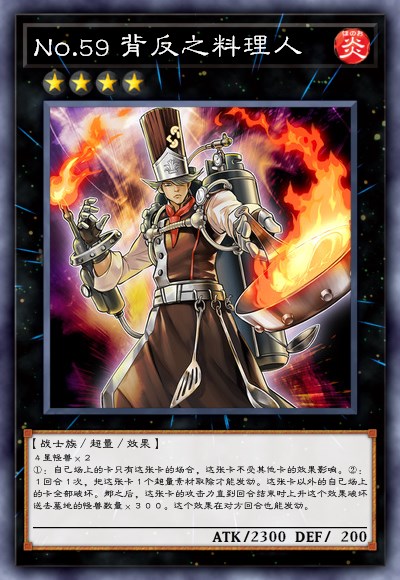 No.59 背反之料理人
ほのお
炎
【战士族／超量／效果】
４星怪兽×２
①：自己场上的卡只有这张卡的场合，这张卡不受其他卡的效果影响。②：
１回合１次，把这张卡１个超量素材取除才能发动。这张卡以外的自己场上
的卡全部破坏。那之后，这张卡的攻击力直到回合结束时上升这个效果破坏
送去墓地的怪兽数量×３００。这个效果在对方回合也能发动。
ATK/2300 DEF/ 200